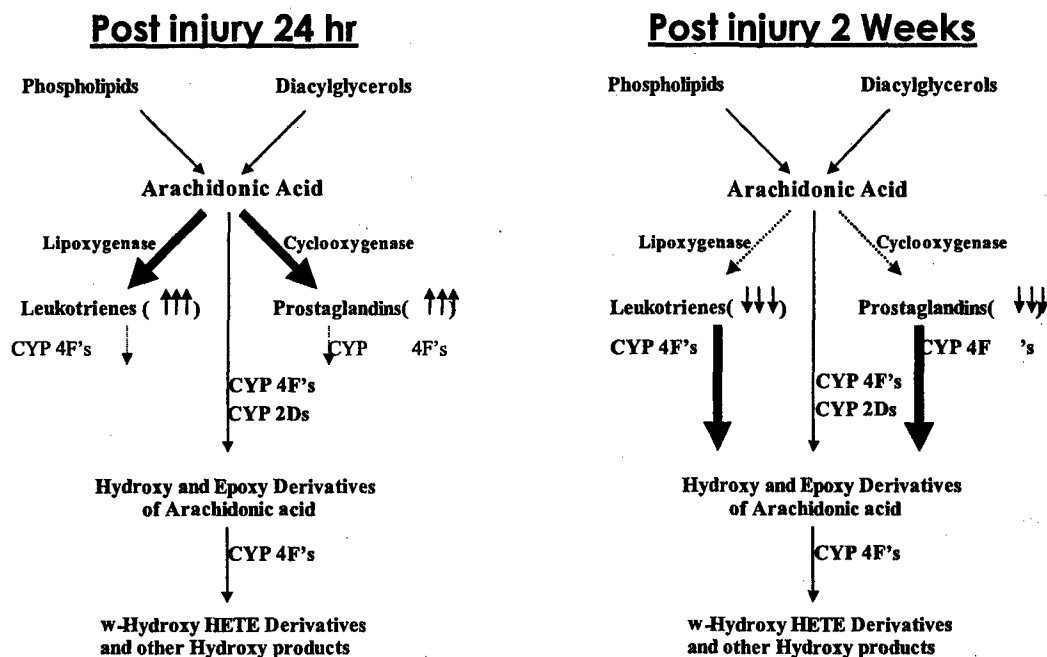 Post injury 24 hr
Phospholipids Diacylglycerols
Arachidonic Acid
Lipoxygenase Cyclooxygenase
Leukotrienes ( ↑↑↑) Prostaglandins( ↑↑↑)
CYP 4F's CYP 4F's
CYP 4F's
CYP 2Ds
Hydroxy and Epoxy Derivatives
of Arachidonic acid
CYP 4F's
w-Hydroxy HETE Derivatives
and other Hydroxy products
Post injury 2 Weeks
Phospholipids Diacylglycerols
Arachidonic Acid
Lipoxygenase Cyclooxygenase
Leukotrienes( ↓↓↓) Prostaglandins( ↓↓↓)
CYP 4F's CYP 4F 's
CYP 4F's
CYP 2Ds
Hydroxy and Epoxy Derivatives
of Arachidonic acid
CYP 4F's
w-Hydroxy HETE Derivatives
and other Hydroxy products